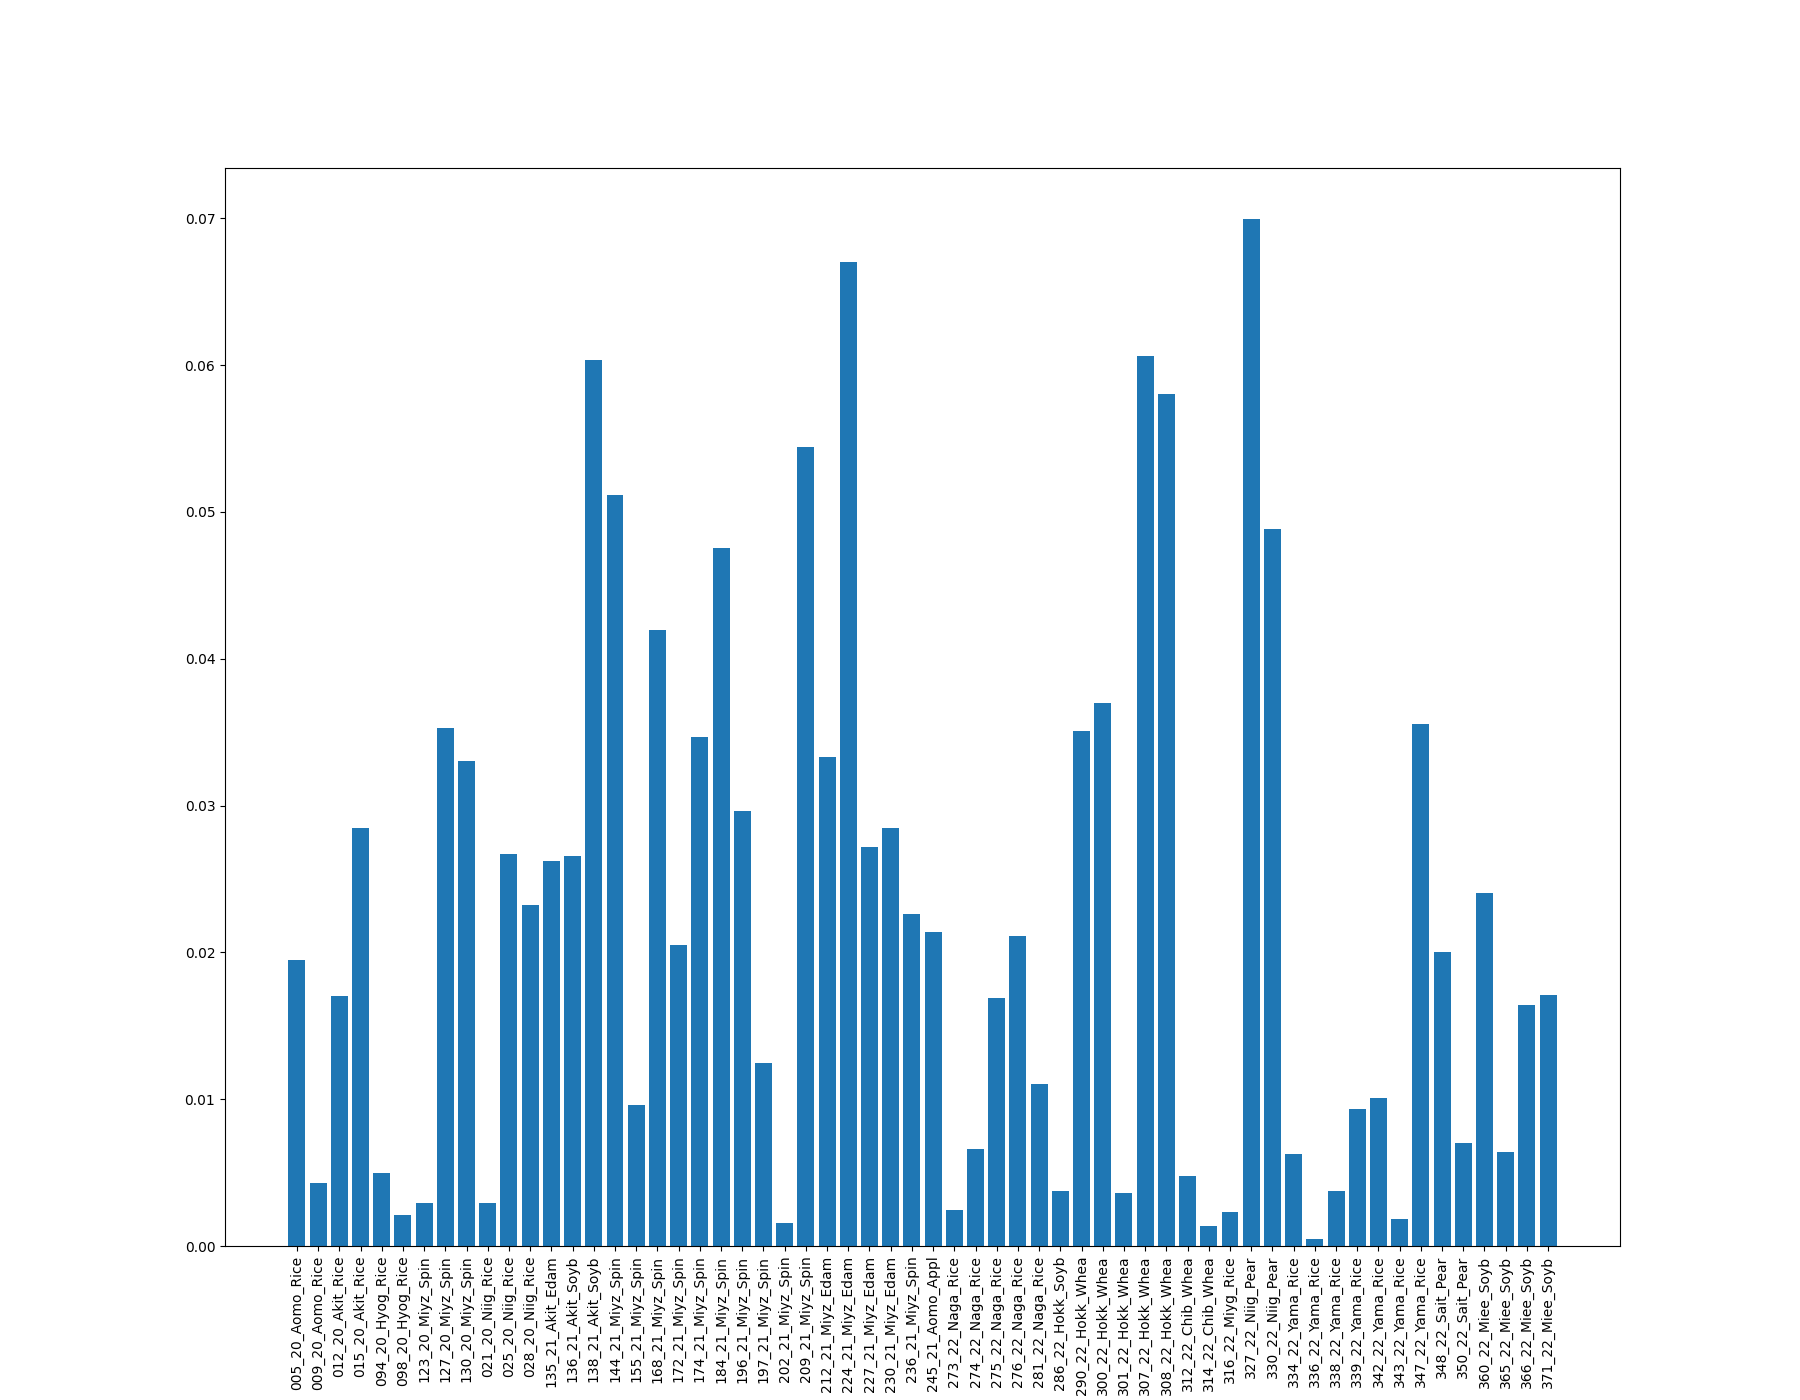 0.07
0.06
0.05
0.04
0.03
0.02
0.01
0.00
005_20_Aomo_Rice
009_20_Aomo_Rice
012_20_Akit_Rice
015_20_Akit_Rice
094_20_Hyog_Rice
098_20_Hyog_Rice
123_20_Miyz_Spin
127_20_Miyz_Spin
130_20_Miyz_Spin
021_20_Niig_Rice
025_20_Niig_Rice
028_20_Niig_Rice
135_21_Akit_Edam
136_21_Akit_Soyb
138_21_Akit_Soyb
144_21_Miyz_Spin
155_21_Miyz_Spin
168_21_Miyz_Spin
172_21_Miyz_Spin
174_21_Miyz_Spin
184_21_Miyz_Spin
196_21_Miyz_Spin
197_21_Miyz_Spin
202_21_Miyz_Spin
209_21_Miyz_Spin
212_21_Miyz_Edam
224_21_Miyz_Edam
227_21_Miyz_Edam
230_21_Miyz_Edam
236_21_Miyz_Spin
245_21_Aomo_Appl
273_22_Naga_Rice
274_22_Naga_Rice
275_22_Naga_Rice
276_22_Naga_Rice
281_22_Naga_Rice
286_22_Hokk_Soyb
290_22_Hokk_Whea
300_22_Hokk_Whea
301_22_Hokk_Whea
307_22_Hokk_Whea
308_22_Hokk_Whea
312_22_Chib_Whea
314_22_Chib_Whea
316_22_Miyg_Rice
327_22_Niig_Pear
330_22_Niig_Pear
334_22_Yama_Rice
336_22_Yama_Rice
338_22_Yama_Rice
339_22_Yama_Rice
342_22_Yama_Rice
343_22_Yama_Rice
347_22_Yama_Rice
348_22_Sait_Pear
350_22_Sait_Pear
360_22_Miee_Soyb
365_22_Miee_Soyb
366_22_Miee_Soyb
371_22_Miee_Soyb